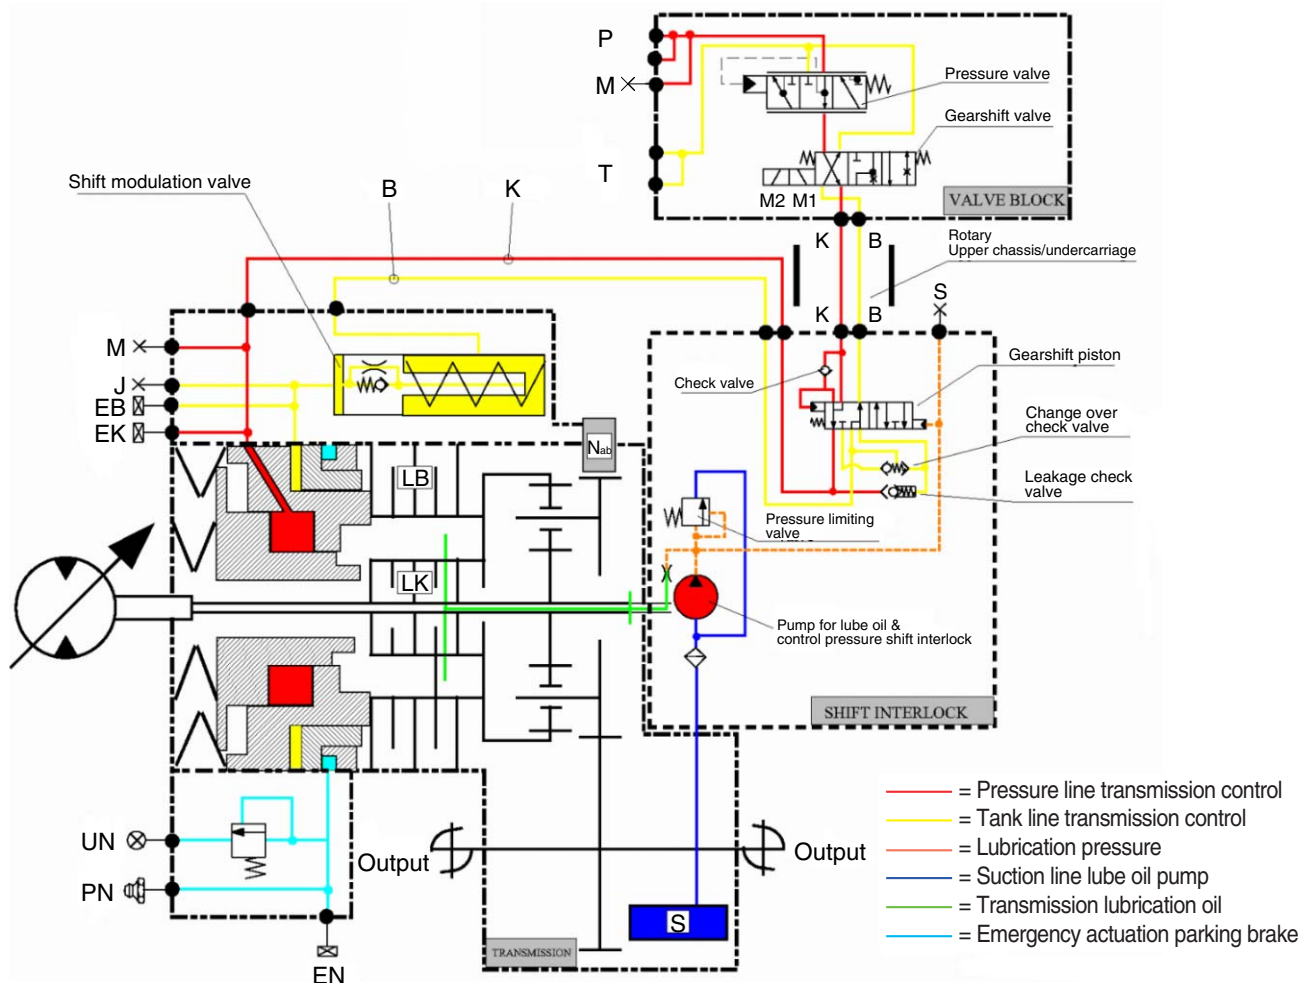 P
Pressure valve
M
Gearshift valve
T
Shift modulation valve
B
K
M2 M1
VALVE BLOCK
K
B
Rotary
Upper chassis/undercarriage
S
K
B
M
Gearshift piston
J
Check valve
EB
Change over
check valve
EK
Nab
LB
Leakage check
valve
Pressure limiting
valve
LK
Pump for lube oil &
control pressure shift interlock
SHIFT INTERLOCK
= Pressure line transmission control
= Tank line transmission control
UN
Output
Output
= Lubrication pressure
= Suction line lube oil pump
PN
= Transmission lubrication oil
S
= Emergency actuation parking brake
TRANSMISSION
EN